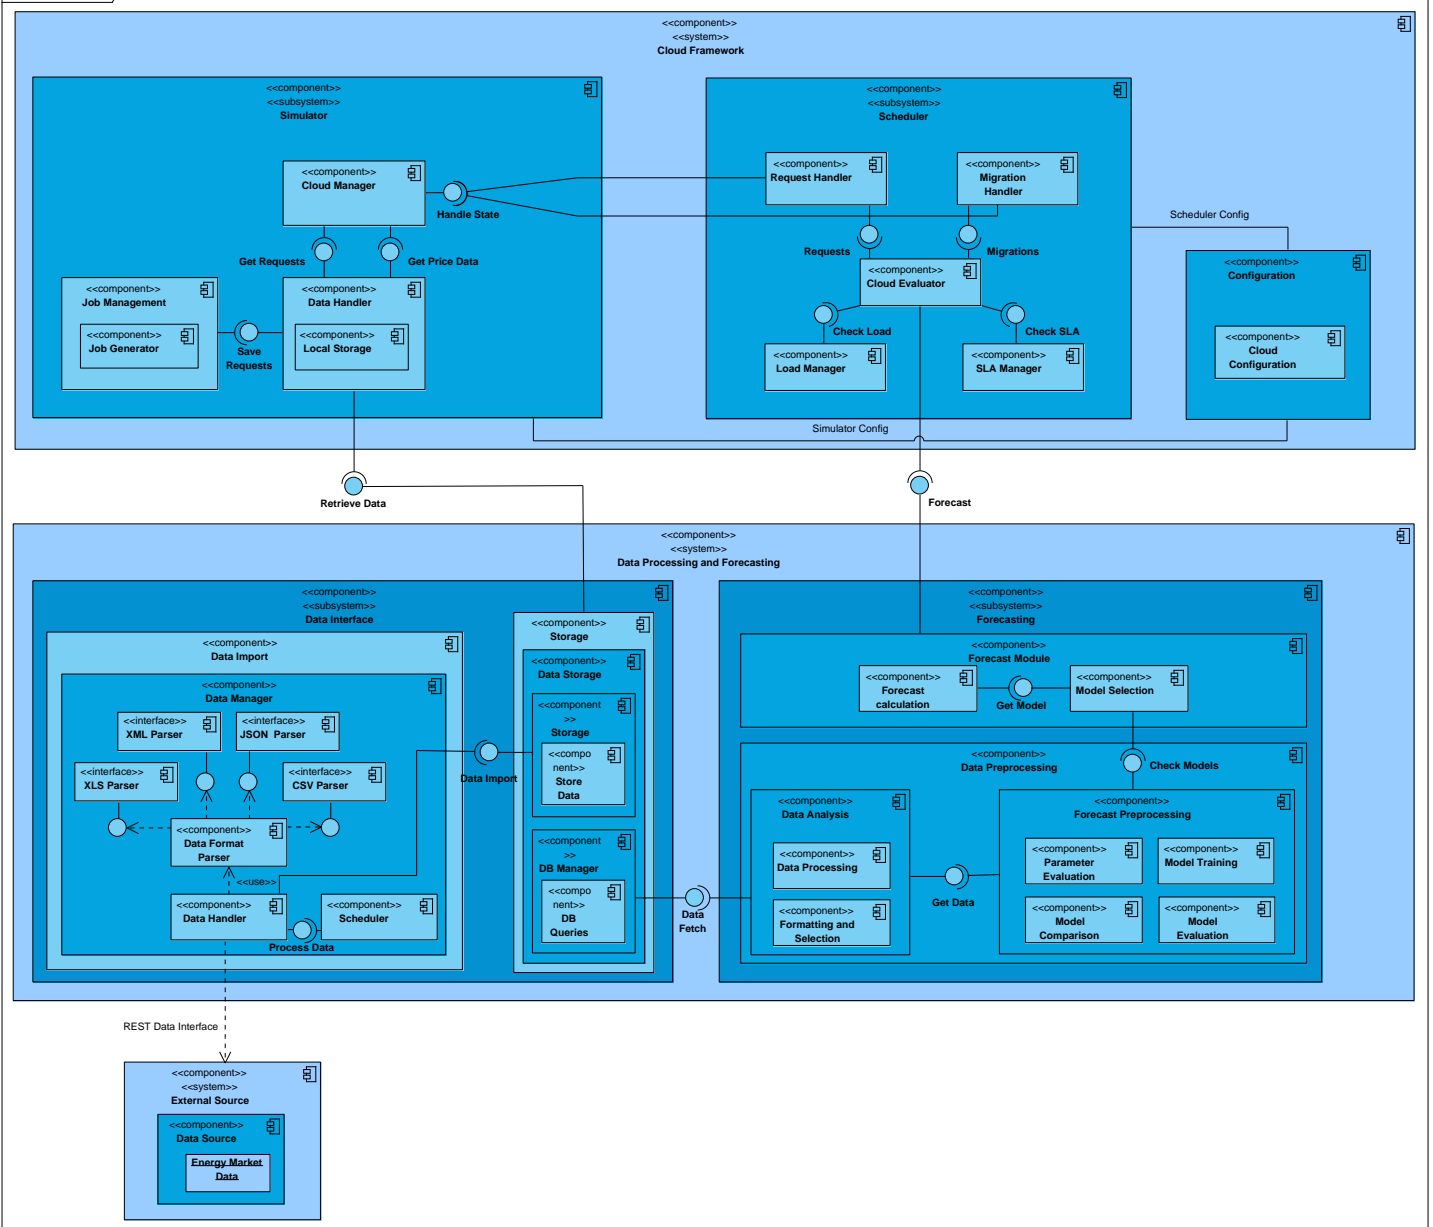 <<component>>
<<system>>
Cloud Framework
<<component>>
<<subsystem>>
Simulator
<<component>>
Cloud Manager
Handle State
Get Requests
Get Price Data
<<component>>
Job Management
<<component>>
Job Generator
Save
Requests
<<component>>
Data Handler
<<component>>
Local Storage
<<component>>
<<subsystem>>
Scheduler
<<component>>
Request Handler
<<component>>
Migration
Handler
Requests
Migrations
<<component>>
Cloud Evaluator
Check Load
Check SLA
<<component>>
Load Manager
<<component>>
SLA Manager
Scheduler Config
<<component>>
Configuration
<<component>>
Cloud
Configuration
Simulator Config
Retrieve Data
Forecast
<<component>>
<<system>>
Data Processing and Forecasting
<<component>>
<<subsystem>>
Data Interface
<<component>>
Data Import
<<component>>
Data Manager
<<interface>>
XML Parser
<<interface>>
JSON  Parser
<<interface>>
XLS Parser
<<interface>>
CSV Parser
<<component>>
Data Format
Parser
<<use>>
<<component>>
Data Handler
Process Data
<<component>>
Scheduler
Data Import
<<component>>
Storage
<<component>>
Data Storage
<<component
>>
Storage
<<compo
nent>>
Store
Data
<<component
>>
DB Manager
<<compo
nent>>
DB
Queries
Data
Fetch
<<component>>
<<subsystem>>
Forecasting
<<component>>
Forecast Module
<<component>>
Forecast
calculation
Get Model
<<component>>
Model Selection
<<component>>
Data Preprocessing
Check Models
<<component>>
Data Analysis
<<component>>
Data Processing
<<component>>
Formatting and
Selection
Get Data
<<component>>
Forecast Preprocessing
<<component>>
Parameter
Evaluation
<<component>>
Model Training
<<component>>
Model
Comparison
<<component>>
Model
Evaluation
REST Data Interface
<<component>>
<<system>>
External Source
<<component>>
Data Source
Energy Market
Data